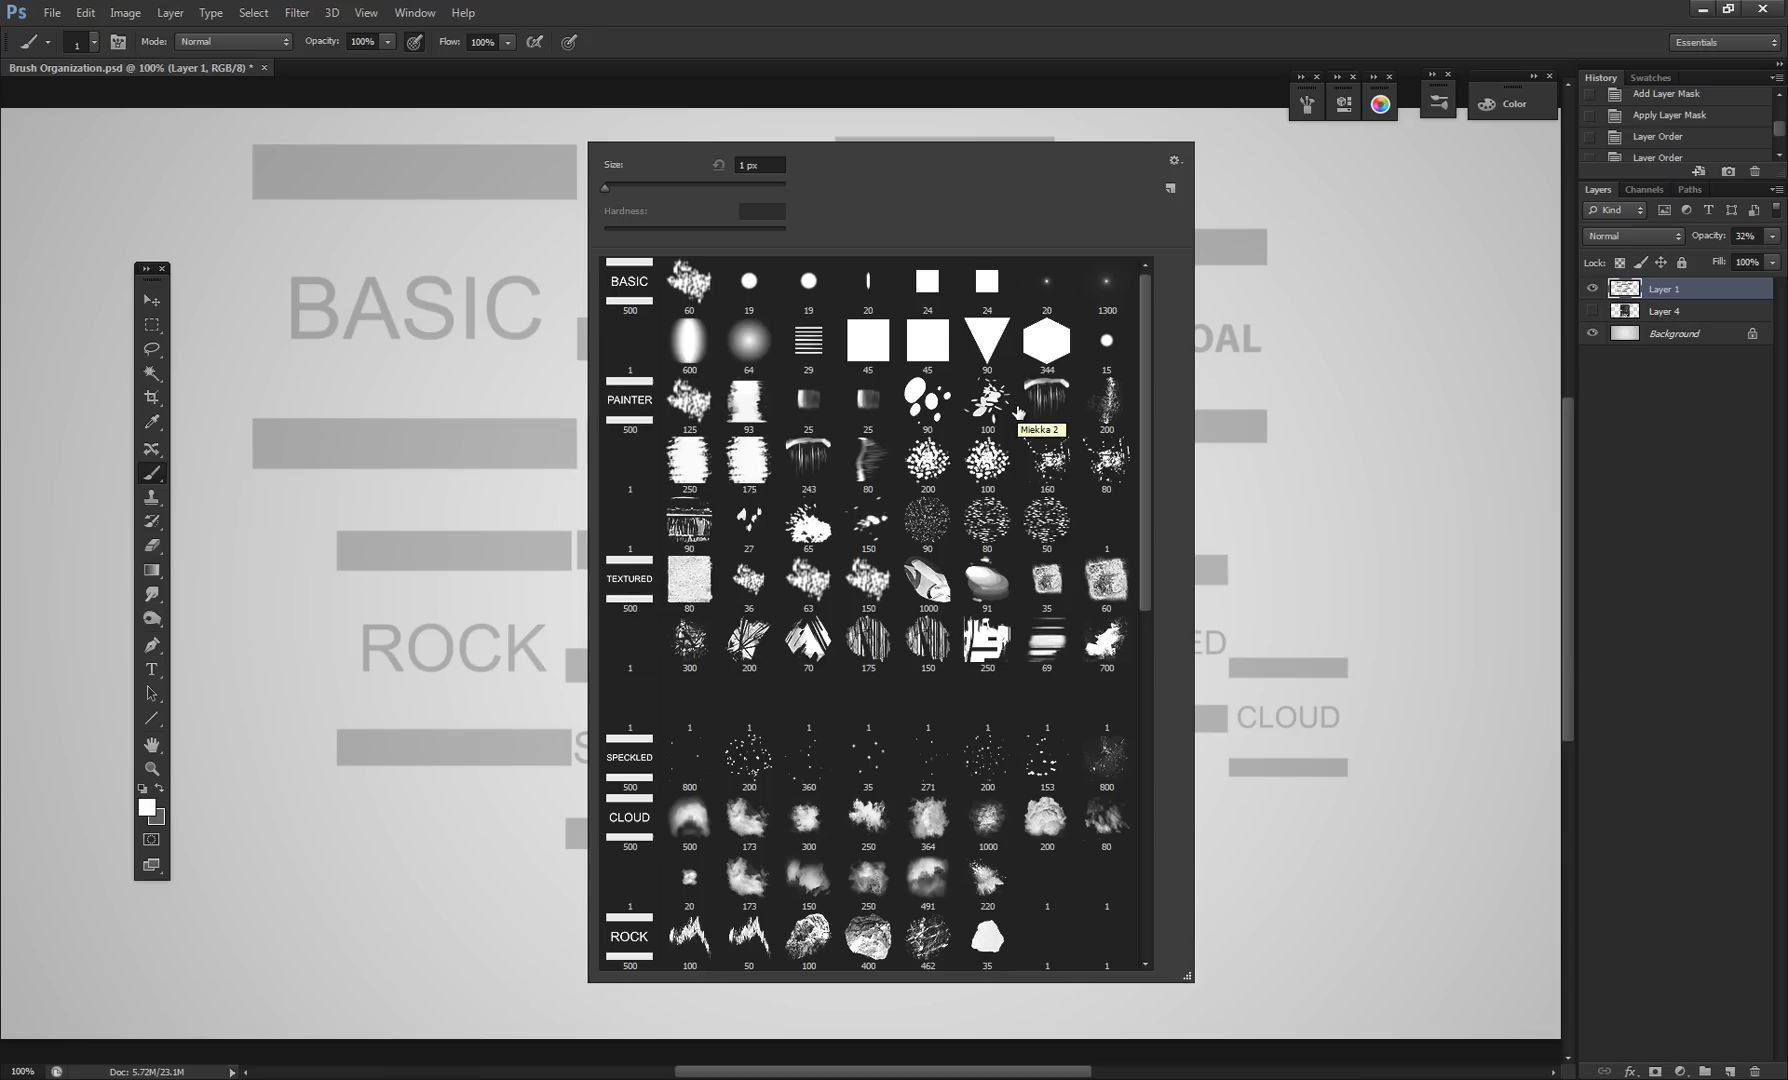 Ps File Edit Image Layer Type Select Filter 3D View Window Help
1 Mode: Normal Opacity: 100% Flow: 100% Essentials
Brush Organization.psd @ 100% (Layer 1, RGB/8) * ×
History Swatches
Add Layer Mask
Color
Apply Layer Mask
Layer Order
Layer Order
Size: 1 px
Hardness:
Layers Channels Paths
Kind
Normal Opacity: 32%
Lock: Fill: 100%
Layer 1
Layer 4
Background
BASIC
OAL
ROCK
ED
CLOUD
S
BASIC
500 60 19 19 20 24 24 20 1300
1 600 64 29 45 45 90 344 15
PAINTER
500 125 93 25 25 90 100 200
Miekka 2
1 250 175 243 80 200 100 160 80
1 90 27 65 150 90 80 50 1
TEXTURED
500 80 36 63 150 1000 91 35 60
1 300 200 70 175 150 250 69 700
1 1 1 1 1 1 1 1 1
SPECKLED
500 800 200 360 35 271 200 153 800
CLOUD
500 500 173 300 250 364 1000 200 80
1 20 173 150 250 491 220 1 1
ROCK
500 100 50 100 400 462 35 1 1
T
100% Doc: 5.72M/23.1M
fx